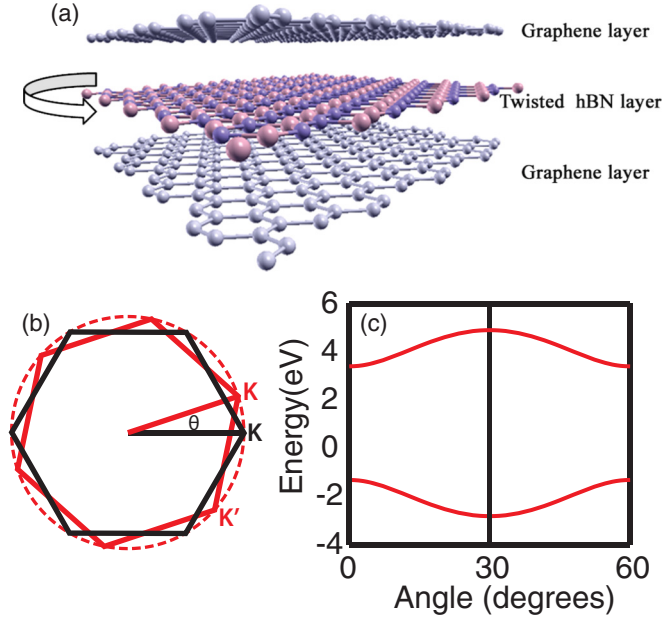 (a)
Graphene layer
Twisted hBN layer
Graphene layer
(b)
K
θ
K
K′
(c)
6
4
2
0
-2
-4
Energy(eV)
0
30
60
Angle (degrees)